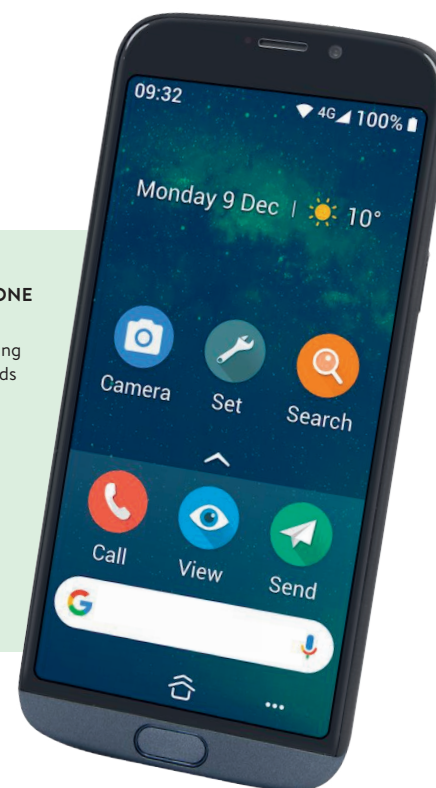 09:32
4G 100%
Monday 9 Dec | 10°
ONE
ng
ds
Camera Set Search
Call View Send
G